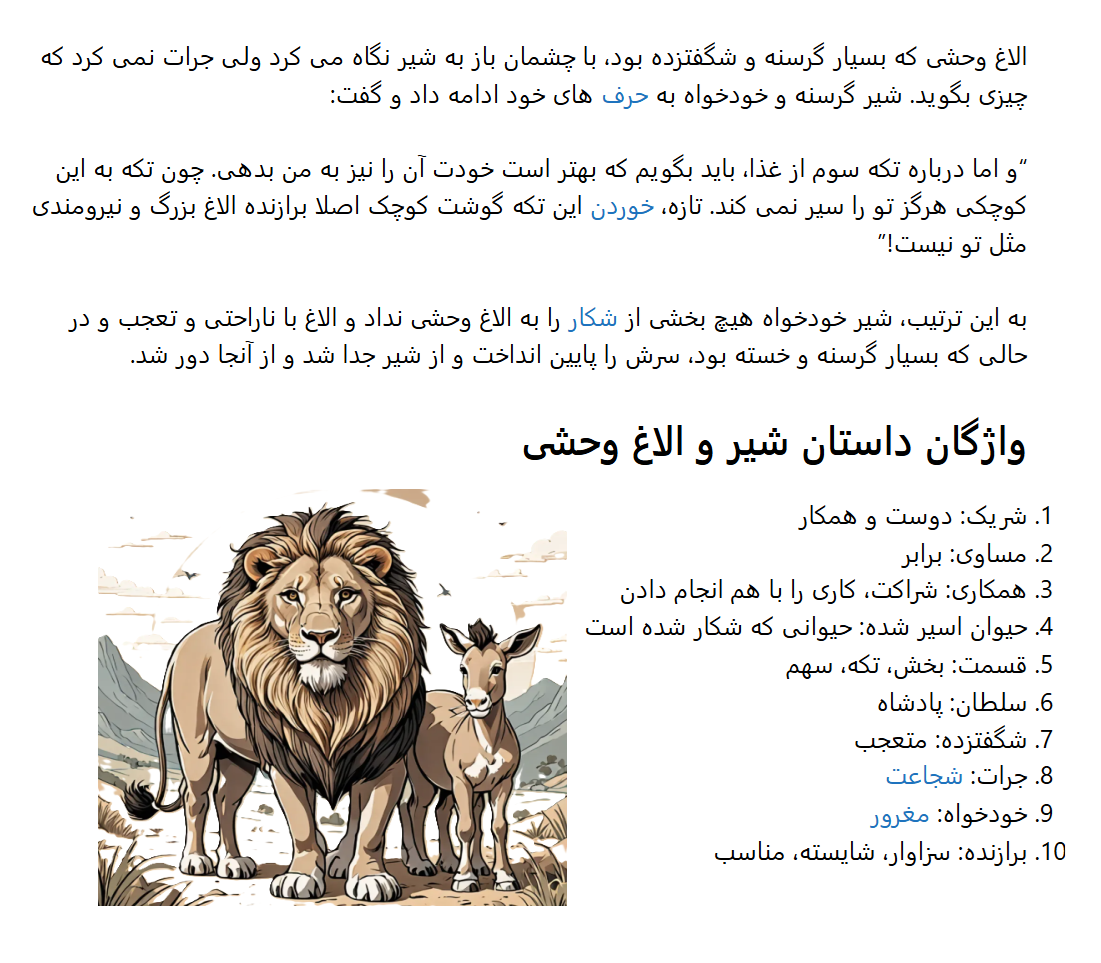 الاغ وحشی که بسیار گرسنه و شگفتزده بود، با چشمان باز به شیر نگاه می کرد ولی جرات نمی کرد که
چیزی بگوید. شیر گرسنه و خودخواه به حرف های خود ادامه داد و گفت:
“و اما درباره تکه سوم از غذا، باید بگویم که بهتر است خودت آن را نیز به من بدهی. چون تکه به این
کوچکی هرگز تو را سیر نمی کند. تازه، خوردن این تکه گوشت کوچک اصلا برازنده الاغ بزرگ و نیرومندی
مثل تو نیست!”
به این ترتیب، شیر خودخواه هیچ بخشی از شکار را به الاغ وحشی نداد و الاغ با ناراحتی و تعجب و در
حالی که بسیار گرسنه و خسته بود، سرش را پایین انداخت و از شیر جدا شد و از آنجا دور شد.
واژگان داستان شیر و الاغ وحشی
1. شریک: دوست و همکار
2. مساوی: برابر
3. همکاری: شراکت، کاری را با هم انجام دادن
4. حیوان اسیر شده: حیوانی که شکار شده است
5. قسمت: بخش، تکه، سهم
6. سلطان: پادشاه
7. شگفتزده: متعجب
8. جرات: شجاعت
9. خودخواه: مغرور
10. برازنده: سزاوار، شایسته، مناسب